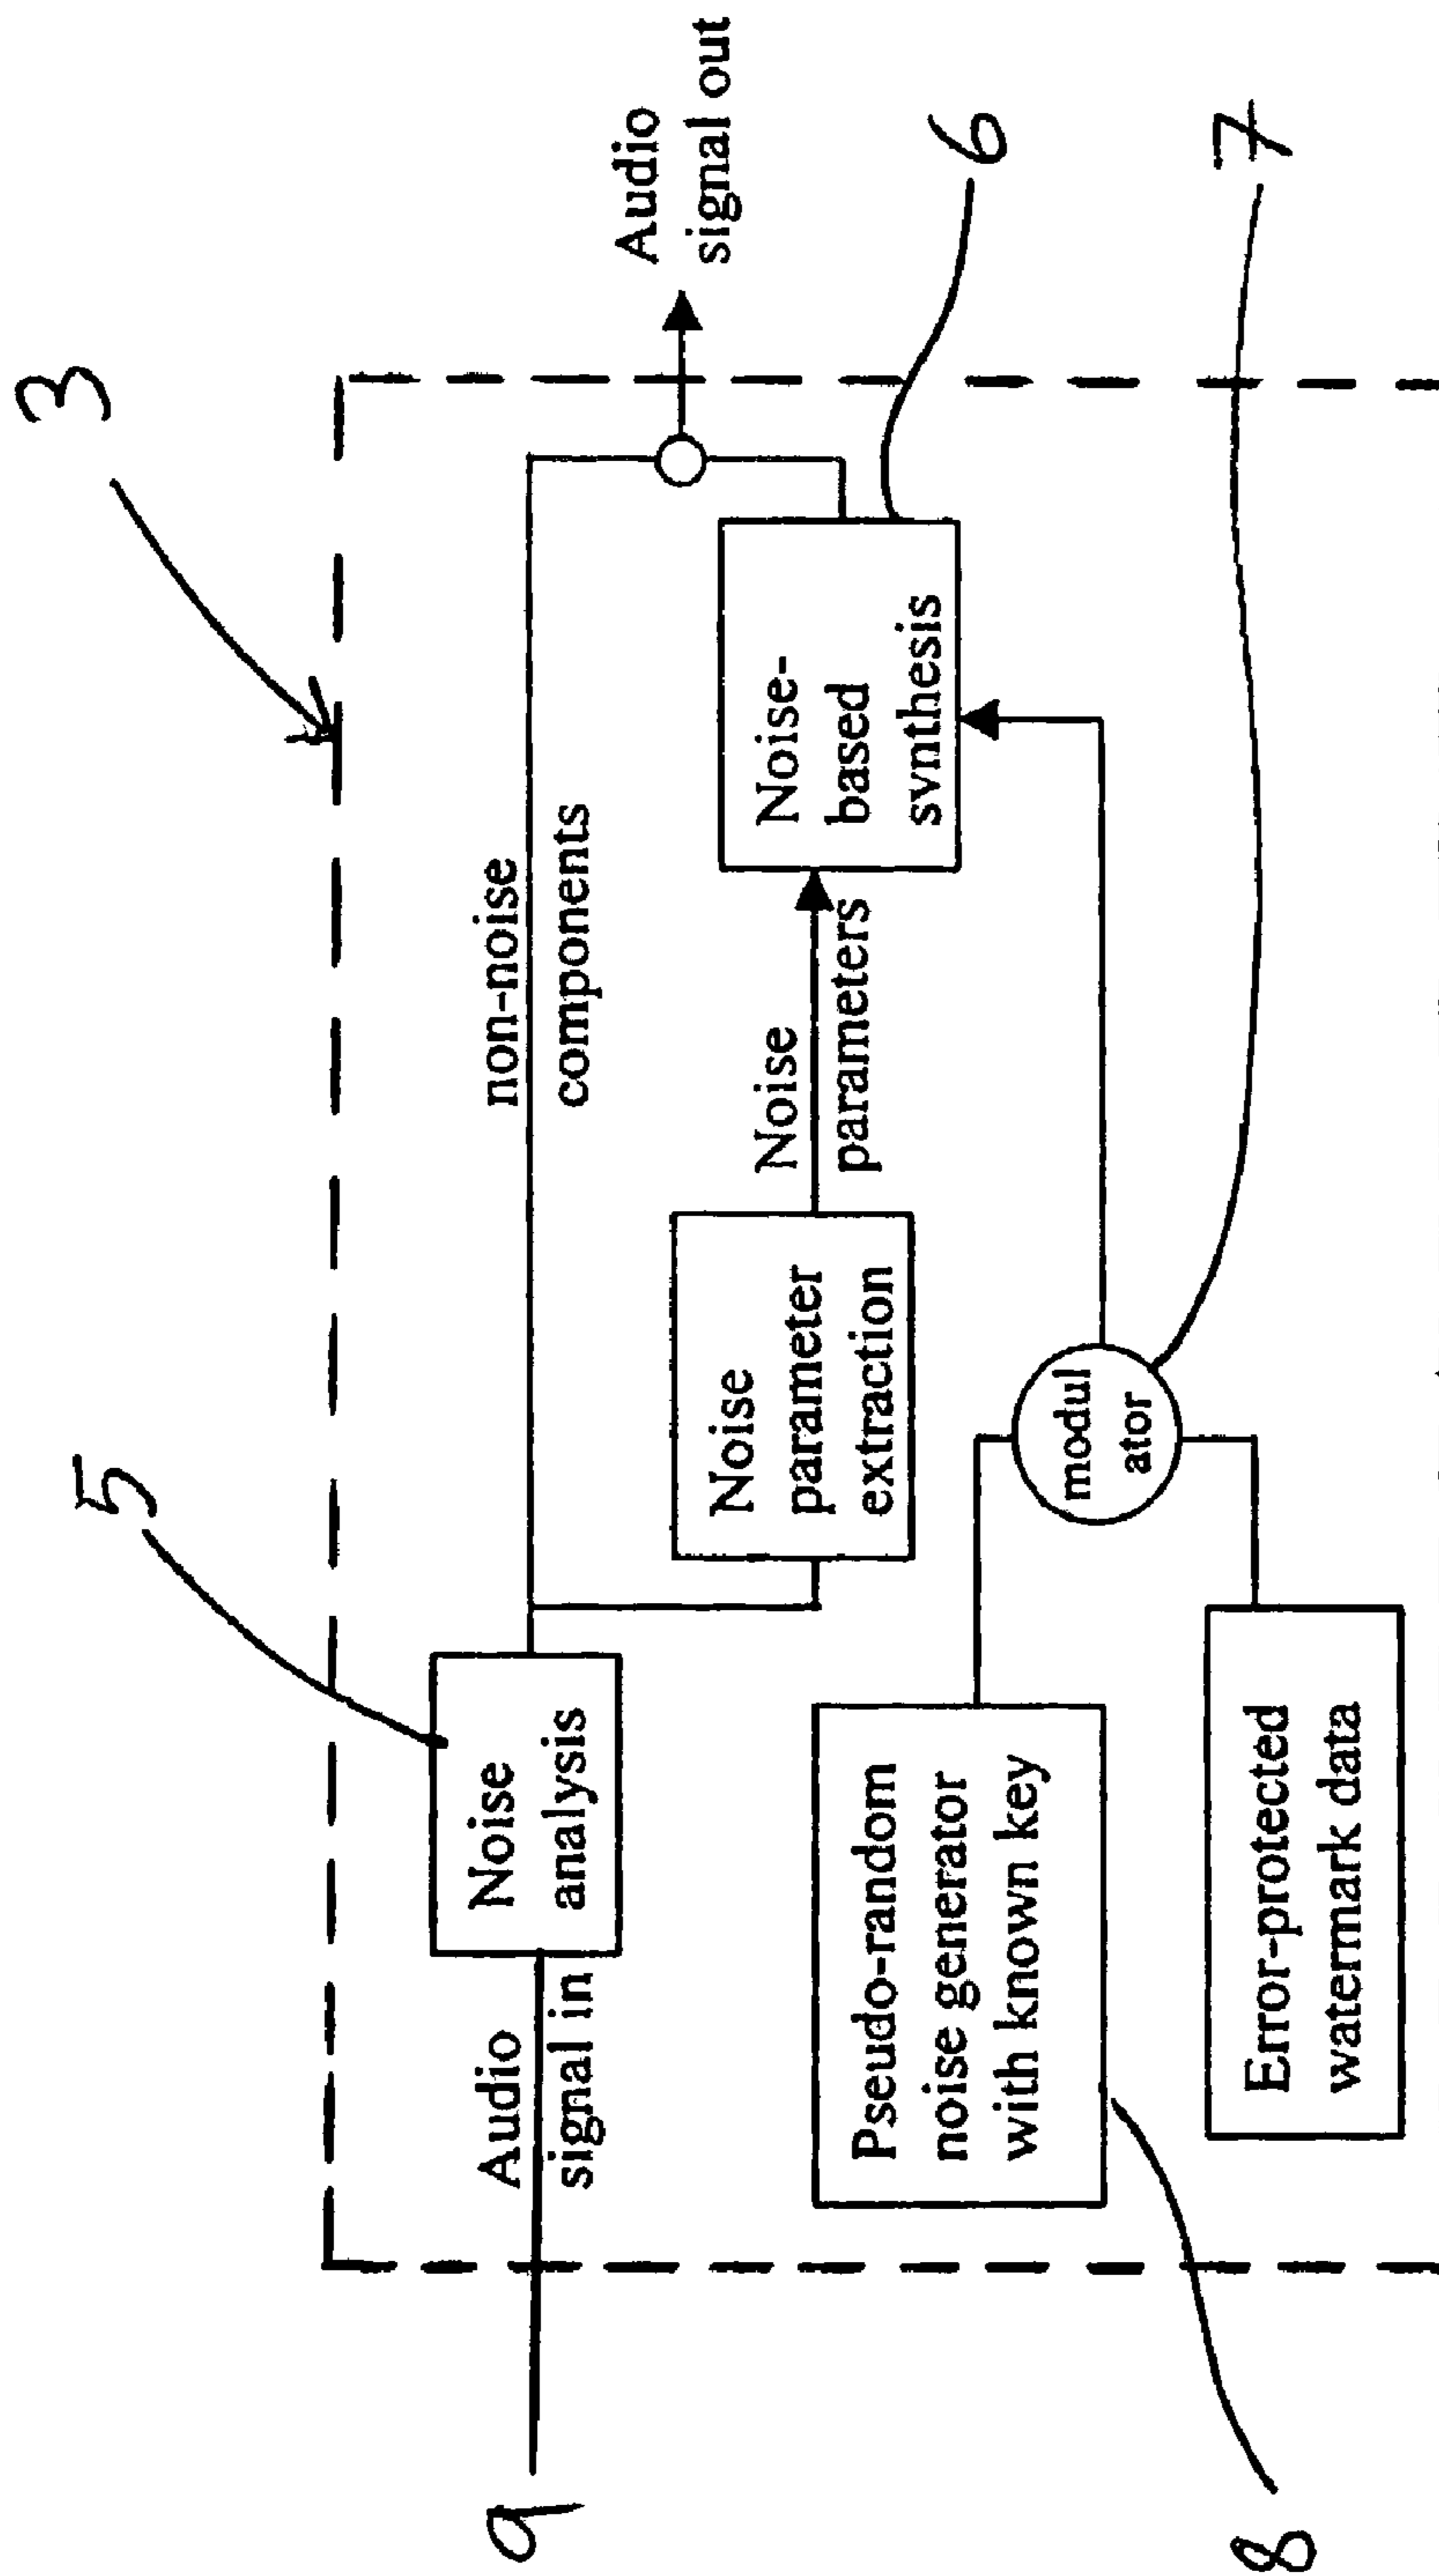 3
5
Audio
signal in
Noise
analysis
non-noise
components
Audio
signal out
Noise
parameter
extraction
Noise
parameters
Noise-
based
synthesis
6
Pseudo-random
noise generator
with known key
modul
ator
7
Error-protected
watermark data
8
9